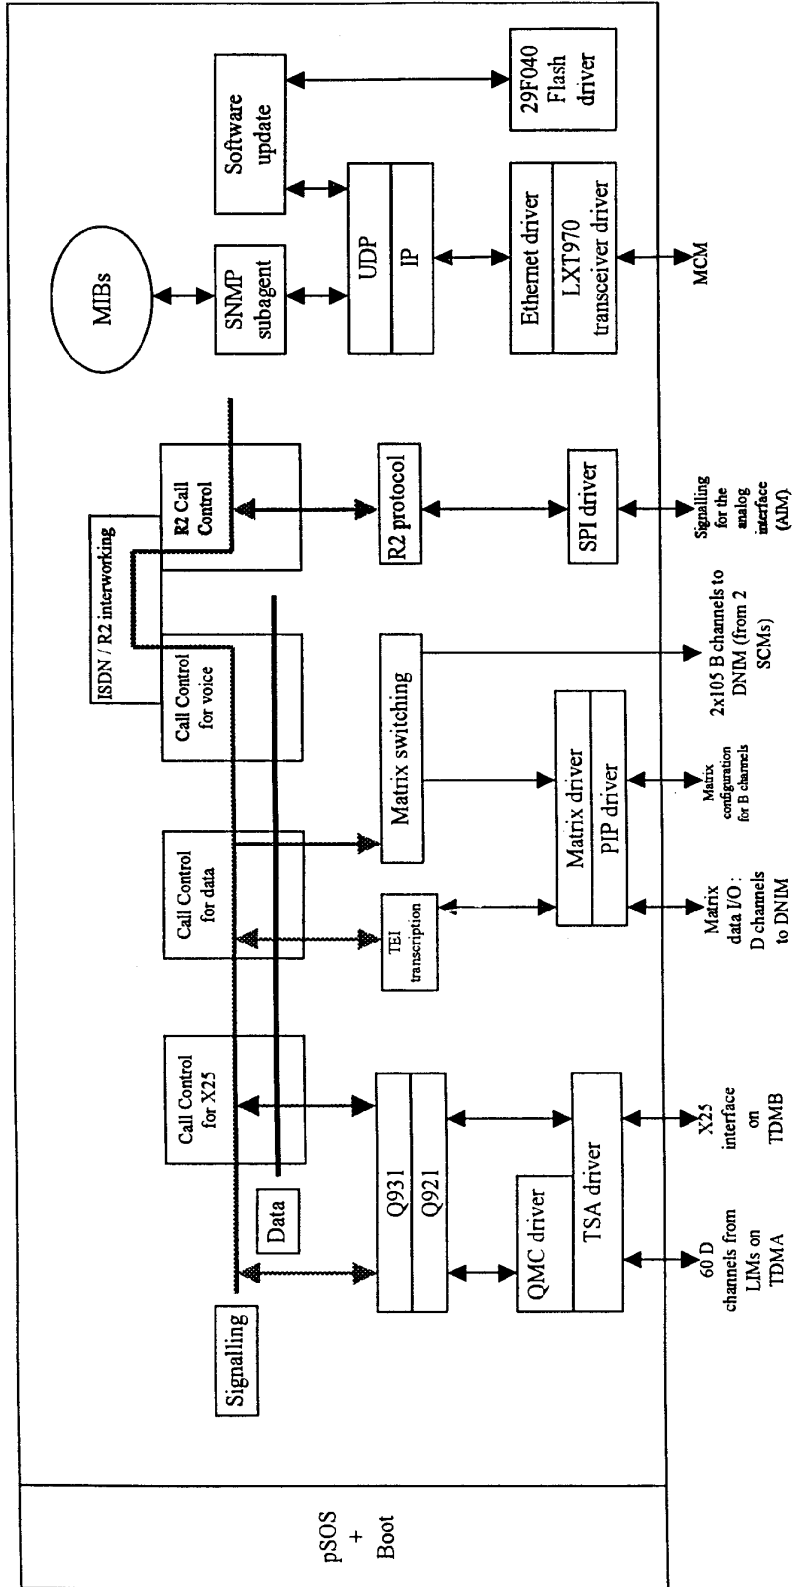 pSOS
+
Boot
Signalling
Data
Call Control
for X25
Call Control
for data
Call Control
for voice
ISDN / R2 interworking
R2 Call
Control
MIBs
SNMP
subagent
Software
update
Q931
Q921
TEI
transcription
Matrix switching
R2 protocol
UDP
IP
QMC driver
TSA driver
Matrix driver
PIP driver
SPI driver
Ethernet driver
LXT970
transceiver driver
29F040
Flash
driver
60 D
channels from
LIMs on
TDMA
X25
interface
on
TDMB
Matrix
data I/O :
D channels
to DNIM
Matrix
configuration
for B channels
2x105 B channels to
DNIM (from 2
SCMs)
Signalling
for the
analog
interface
(AIM)
MCM